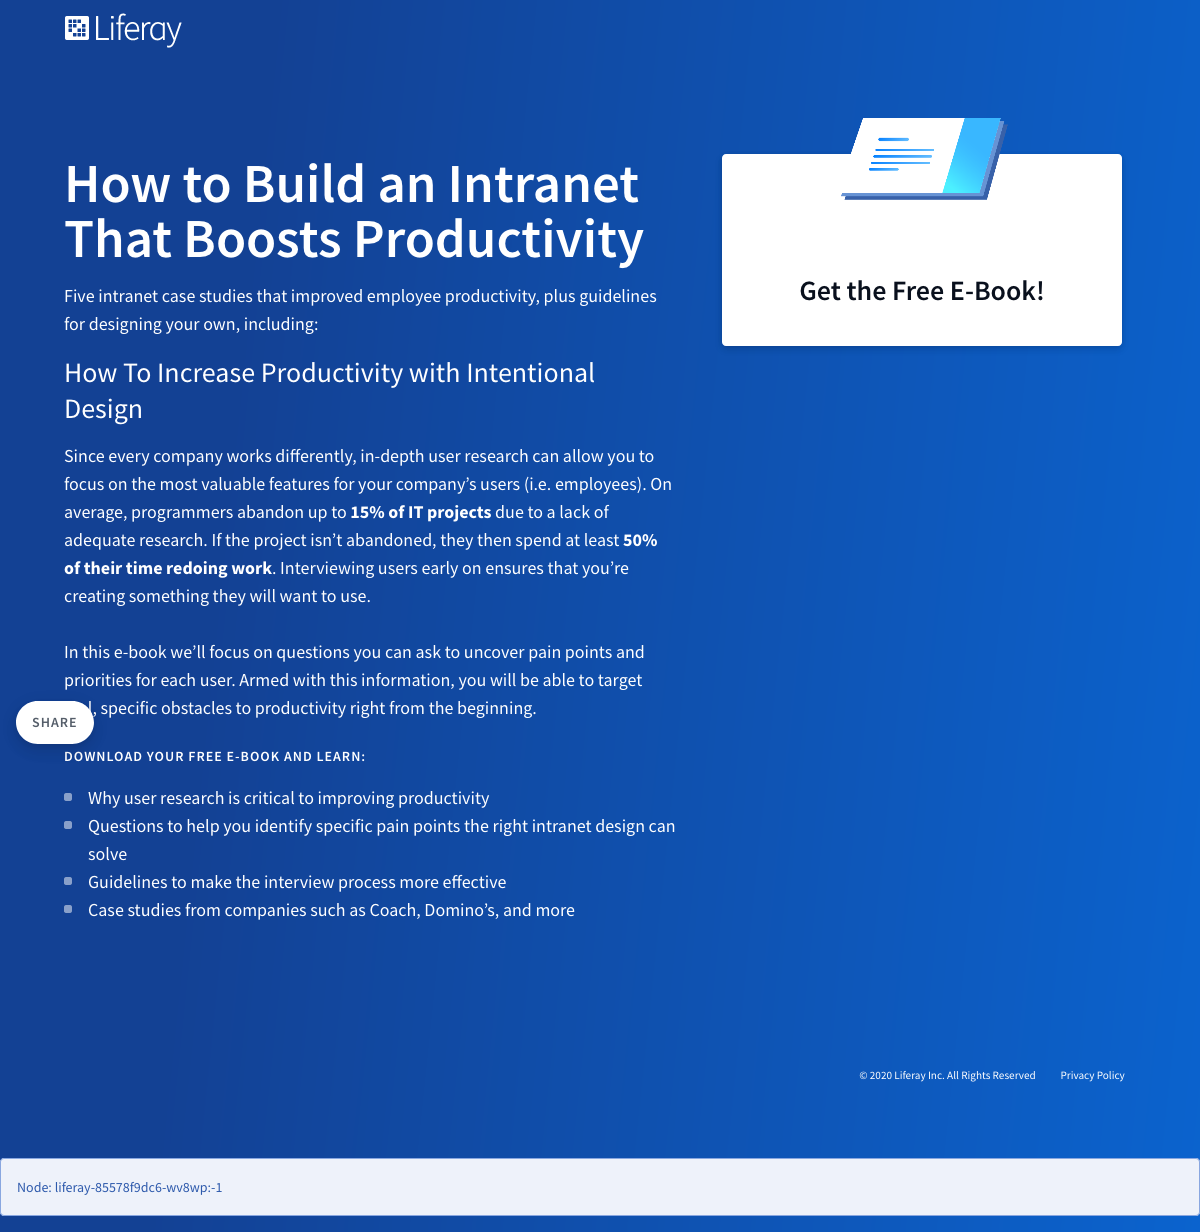 Liferay
How to Build an Intranet
That Boosts Productivity
Five intranet case studies that improved employee productivity, plus guidelines
for designing your own, including:
How To Increase Productivity with Intentional
Design
Since every company works differently, in-depth user research can allow you to
focus on the most valuable features for your company’s users (i.e. employees). On
average, programmers abandon up to 15% of IT projects due to a lack of
adequate research. If the project isn’t abandoned, they then spend at least 50%
of their time redoing work. Interviewing users early on ensures that you’re
creating something they will want to use.
In this e-book we’ll focus on questions you can ask to uncover pain points and
priorities for each user. Armed with this information, you will be able to target
, specific obstacles to productivity right from the beginning.
SHARE
DOWNLOAD YOUR FREE E-BOOK AND LEARN:
Why user research is critical to improving productivity
Questions to help you identify specific pain points the right intranet design can
solve
Guidelines to make the interview process more effective
Case studies from companies such as Coach, Domino’s, and more
Get the Free E-Book!
© 2020 Liferay Inc. All Rights Reserved Privacy Policy
Node: liferay-85578f9dc6-wv8wp:-1